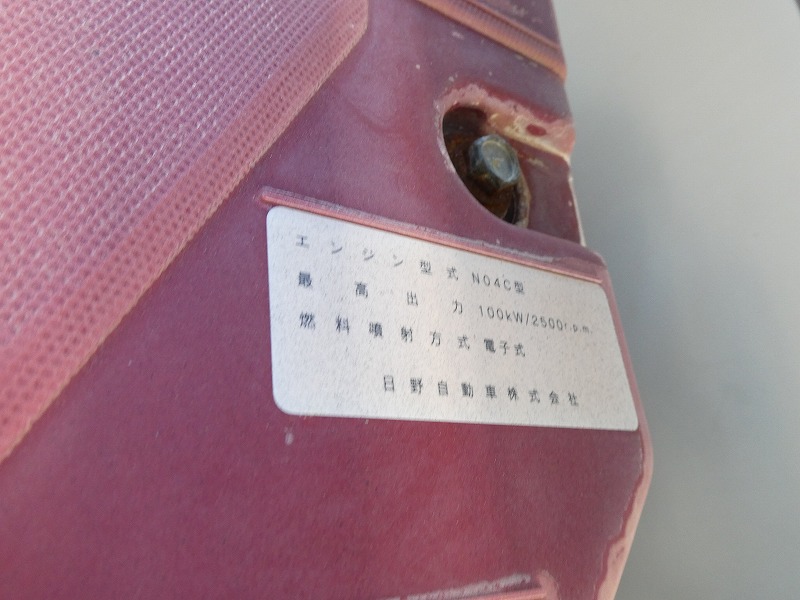 エンジン型式 N04C型
最高出力 100kW/2500r.p.m.
燃料噴射方式 電子式
日野自動車株式会社